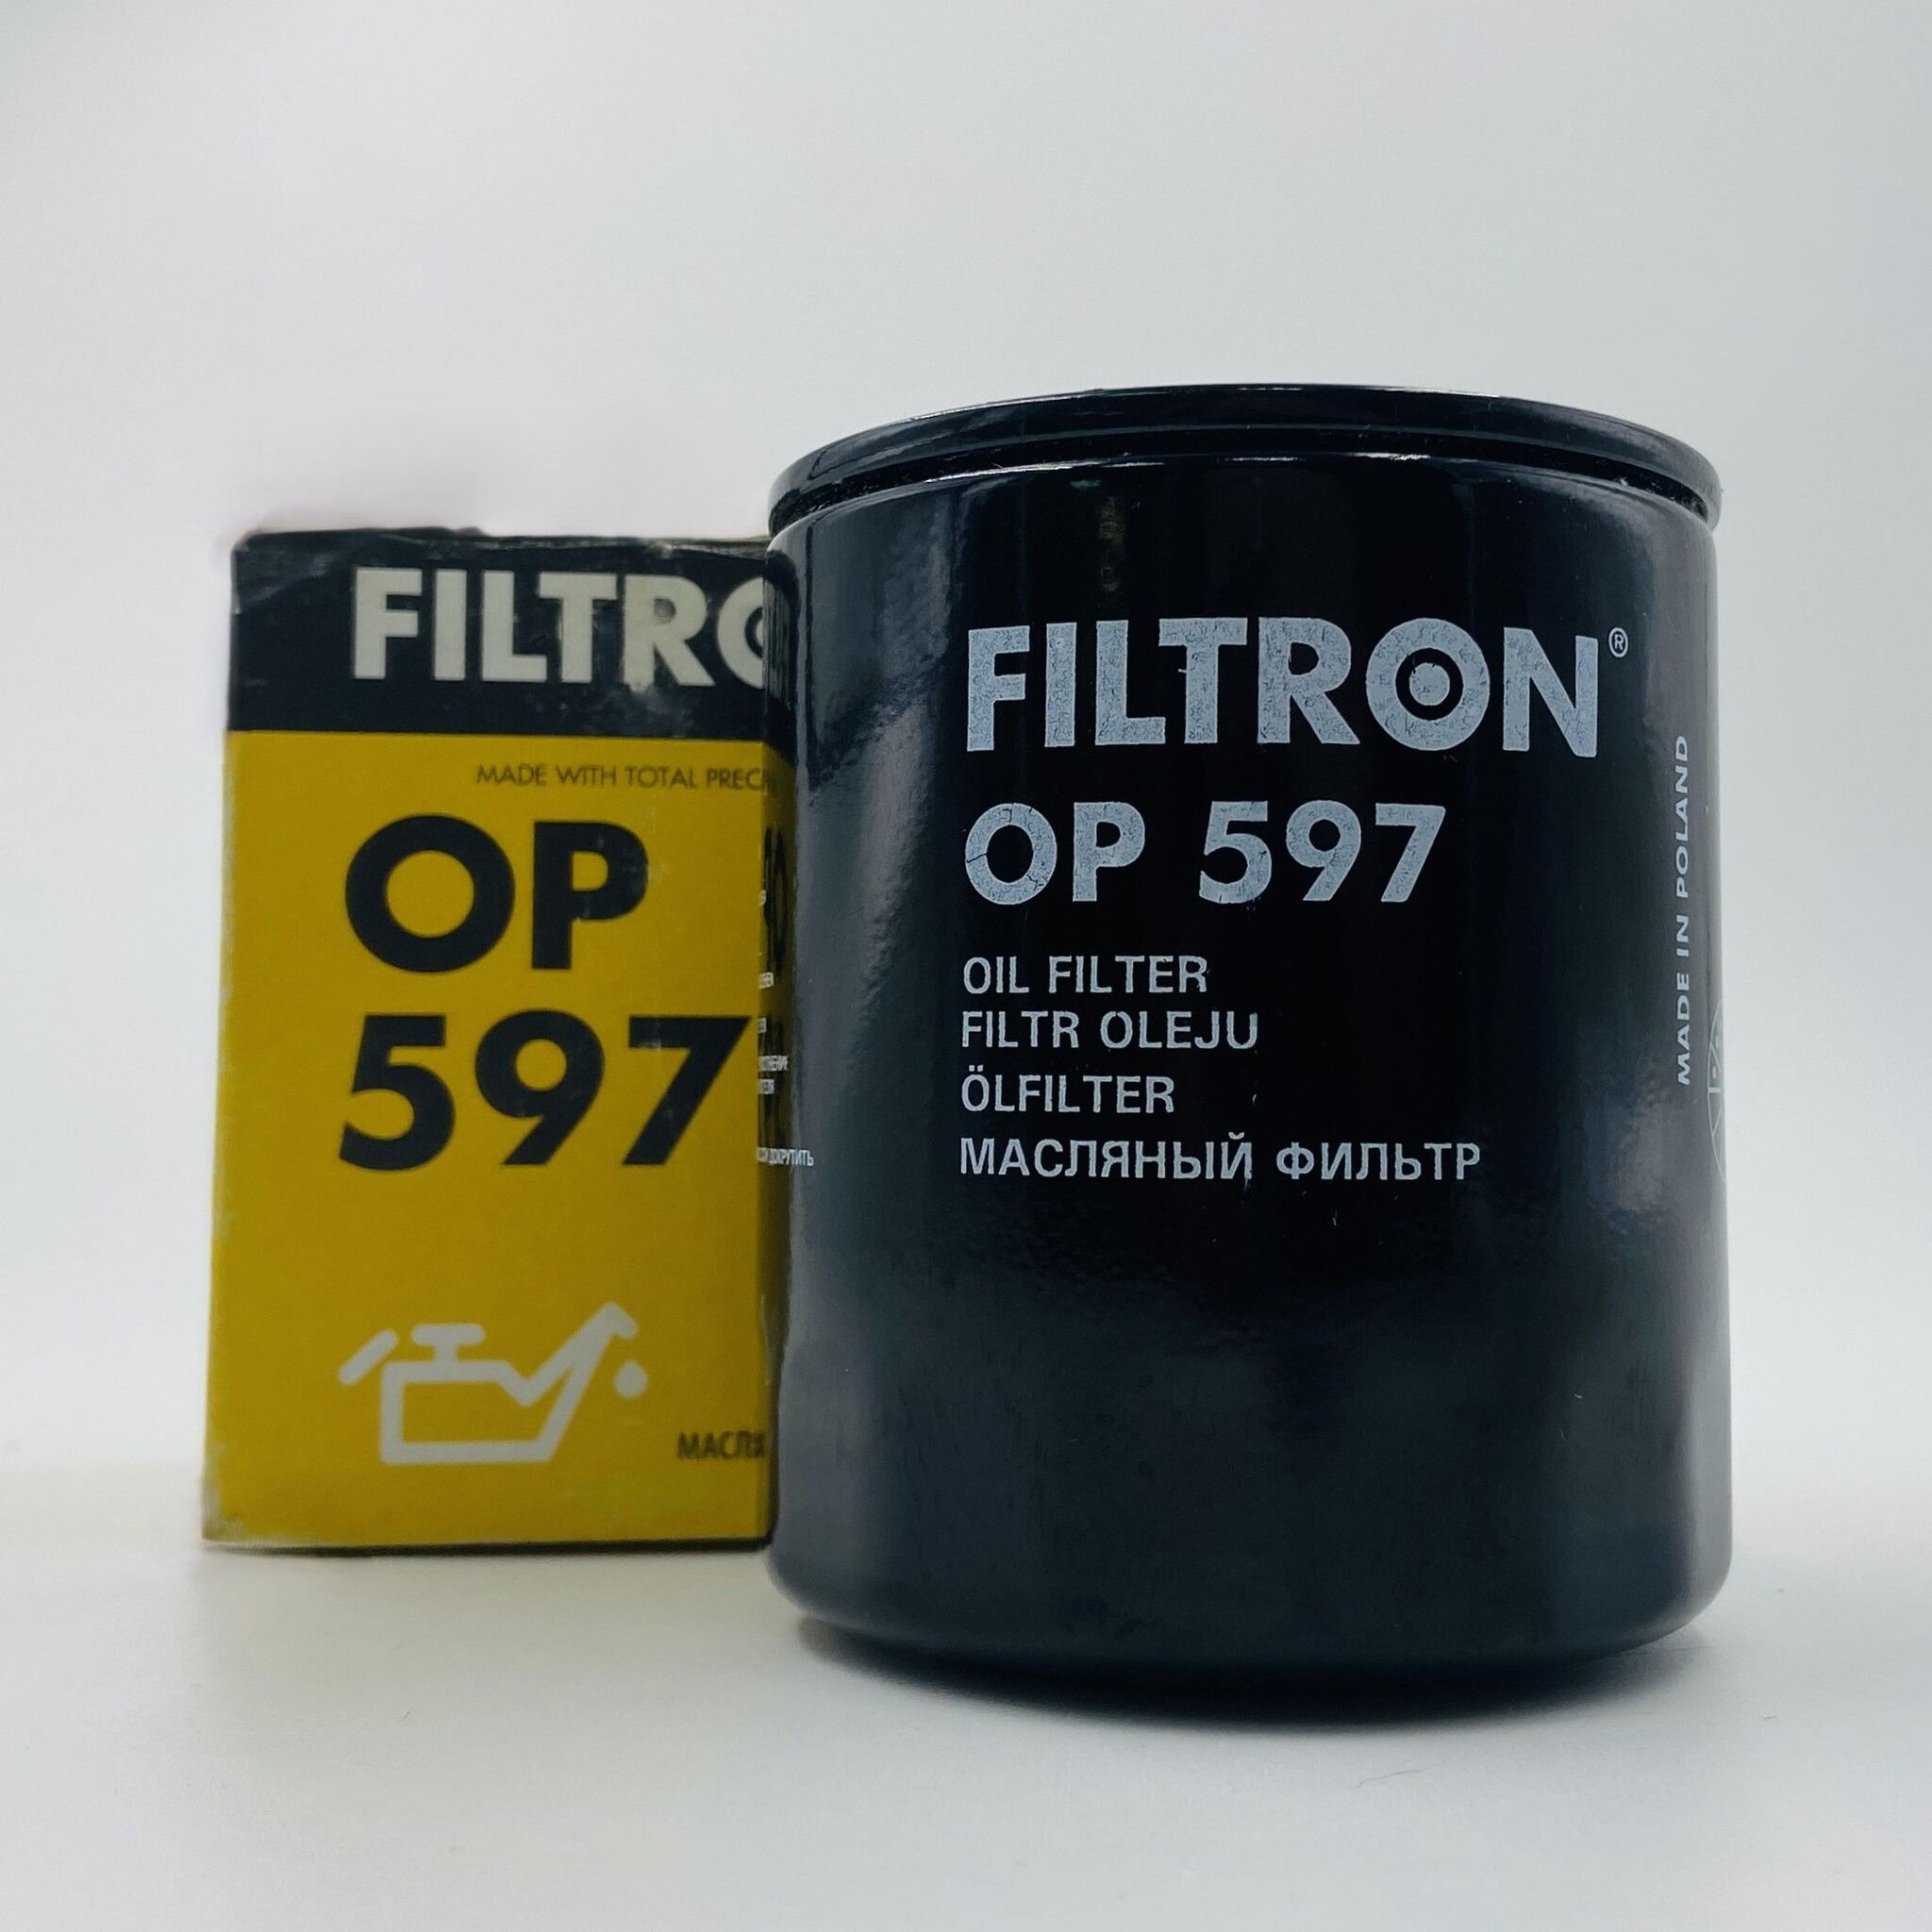 FILTRO
MADE WITH TOTAL
OP
597
FILTRON®
OP 597
OIL FILTER
FILTR OLEJU
ÖLFILTER
МАСЛЯНЫЙ ФИЛЬТР
MADE IN POLAND